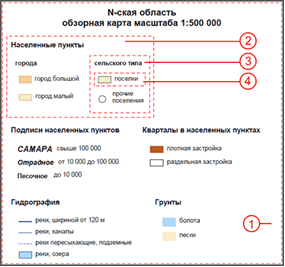 N-ская область
обзорная карта масштаба 1:500 000
Населенные пункты
2
города
сельского типа
3
город большой
поселки
4
город малый
прочие
поселения
Подписи населенных пунктов
Кварталы в населенных пунктах
САМАРА свыше 100 000
плотная застройка
Отрадное от 10 000 до 100 000
раздельная застройка
Песочное до 10 000
Гидрография
Грунты
реки, шириной от 120 м
болота
1
реки, каналы
пески
реки пересыхающие, подземные
реки, озера